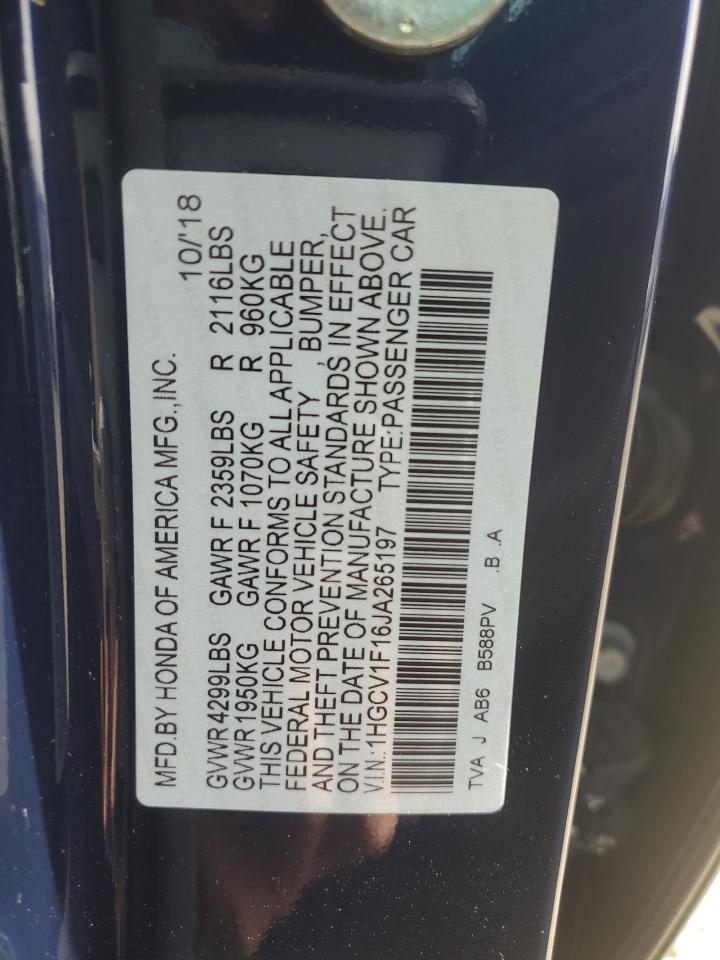 MFD.BY HONDA OF AMERICA MFG.,INC. 10/'18
GVWR 4299LBS GAWR F 2359LBS R 2116LBS
GVWR 1950KG GAWR F 1070KG R 960KG
THIS VEHICLE CONFORMS TO ALL APPLICABLE
FEDERAL MOTOR VEHICLE SAFETY , BUMPER,
AND THEFT PREVENTION STANDARDS IN EFFECT
ON THE DATE OF MANUFACTURE SHOWN ABOVE.
V.I.N.:1HGCV1F16JA265197 TYPE:PASSENGER CAR
TVA J AB6 B588PV .B .A